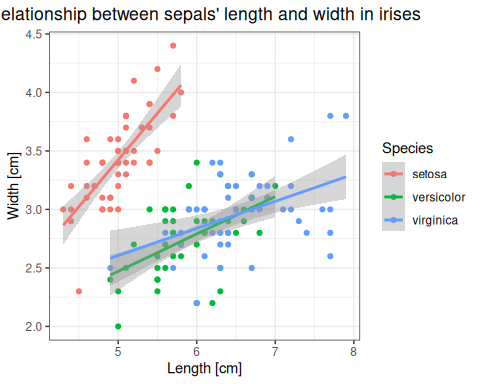 elationship between sepals' length and width in irises
4.5
4.0
3.5
3.0
2.5
2.0
Width [cm]
5
6
7
8
Length [cm]
Species
setosa
versicolor
virginica